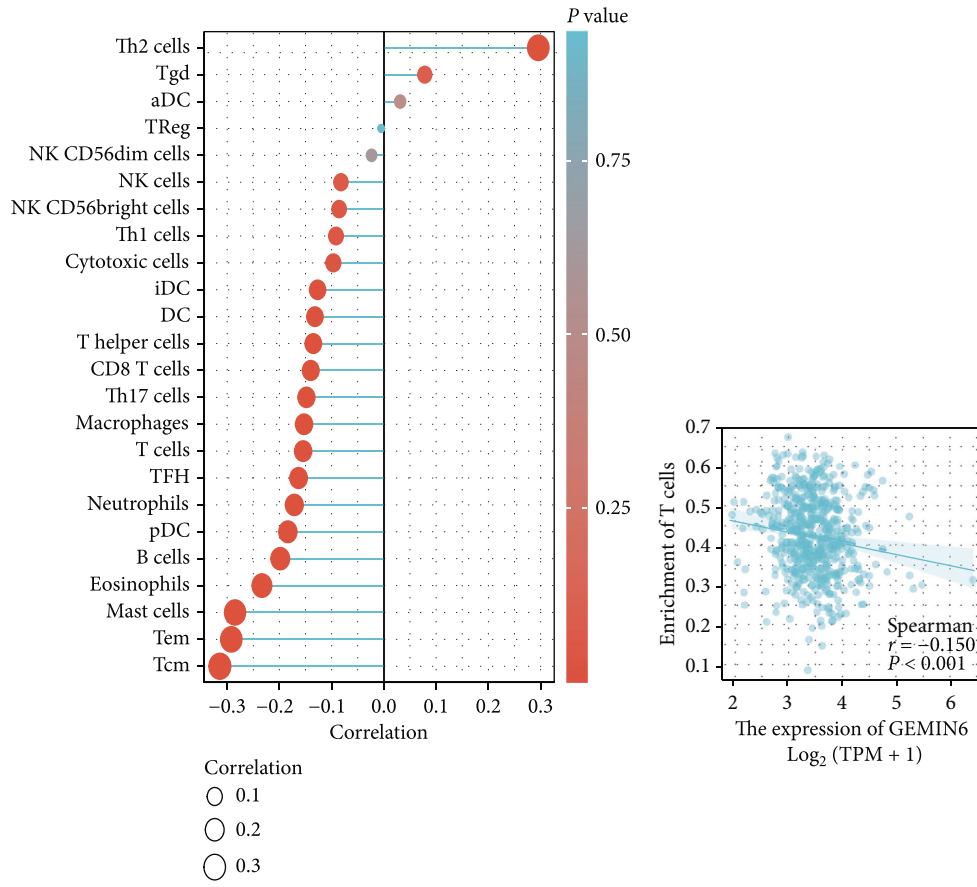 P value
Th2 cells
Tgd
aDC
TReg
NK CD56dim cells
NK cells
NK CD56bright cells
Th1 cells
Cytotoxic cells
iDC
DC
T helper cells
CD8 T cells
Th17 cells
Macrophages
T cells
TFH
Neutrophils
pDC
B cells
Eosinophils
Mast cells
Tem
Tcm
−0.3 −0.2 −0.1 0.0 0.1 0.2 0.3
Correlation
0.75
0.50
0.25
Correlation
0.1
0.2
0.3
Enrichment of T cells
0.7
0.6
0.5
0.4
0.3
0.2
0.1
Spearman
r = −0.150
P < 0.001
2 3 4 5 6
The expression of GEMIN6
Log₂ (TPM + 1)